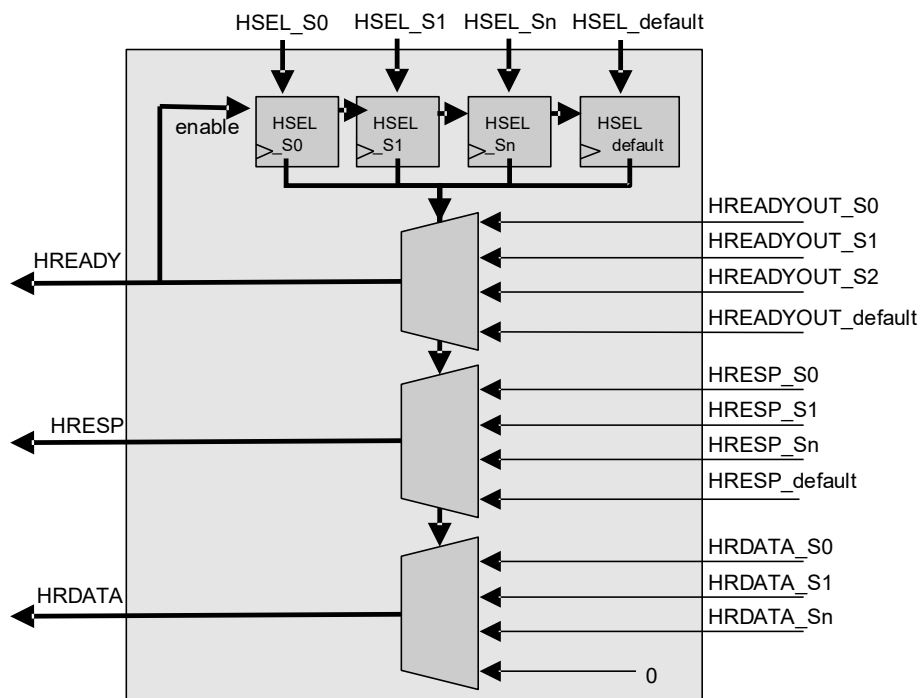 HSEL_S0
HSEL_S1
HSEL_Sn
HSEL_default
enable
HSEL
_S0
HSEL
_S1
HSEL
_Sn
HSEL
default
HREADYOUT_S0
HREADYOUT_S1
HREADY
HREADYOUT_S2
HREADYOUT_default
HRESP_S0
HRESP_S1
HRESP
HRESP_Sn
HRESP_default
HRDATA_S0
HRDATA_S1
HRDATA
HRDATA_Sn
0